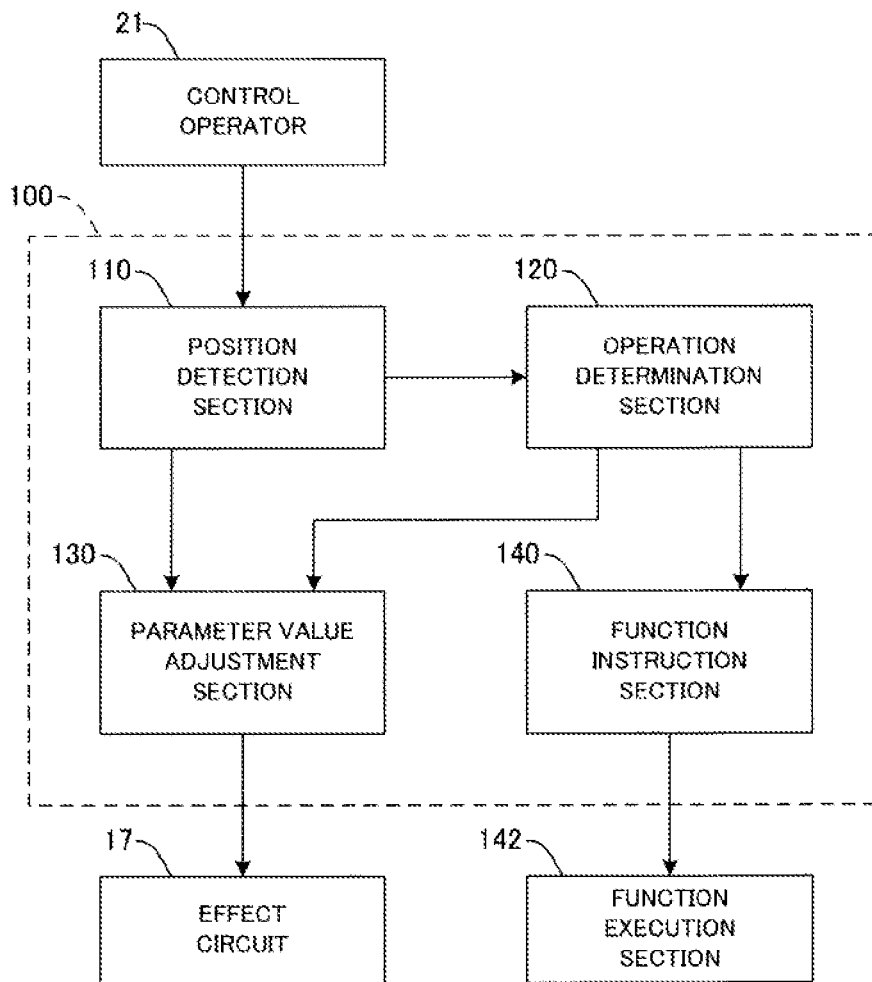 21
CONTROL
OPERATOR
100
110
POSITION
DETECTION
SECTION
120
OPERATION
DETERMINATION
SECTION
130
PARAMETER VALUE
ADJUSTMENT
SECTION
140
FUNCTION
INSTRUCTION
SECTION
17
EFFECT
CIRCUIT
142
FUNCTION
EXECUTION
SECTION